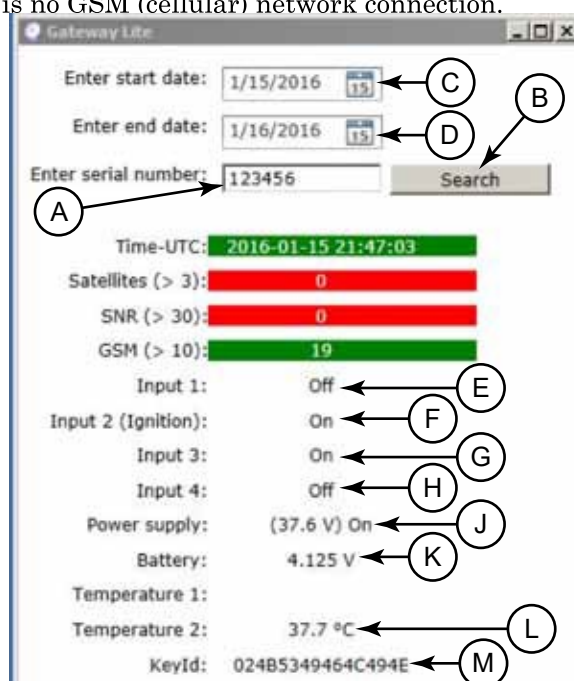 is no GSM (cellular) network connection.
Gateway Lite
Enter start date: 1/15/2016 15 C
B
Enter end date: 1/16/2016 15 D
Enter serial number: 123456 Search
A
Time-UTC: 2016-01-15 21:47:03
Satellites (> 3): 0
SNR (> 30): 0
GSM (> 10): 19
Input 1: Off E
Input 2 (Ignition): On F
Input 3: On G
Input 4: Off H
Power supply: (37.6 V) On J
Battery: 4.125 V K
Temperature 1:
Temperature 2: 37.7 ºC L
KeyId: 024B5349464C494E M